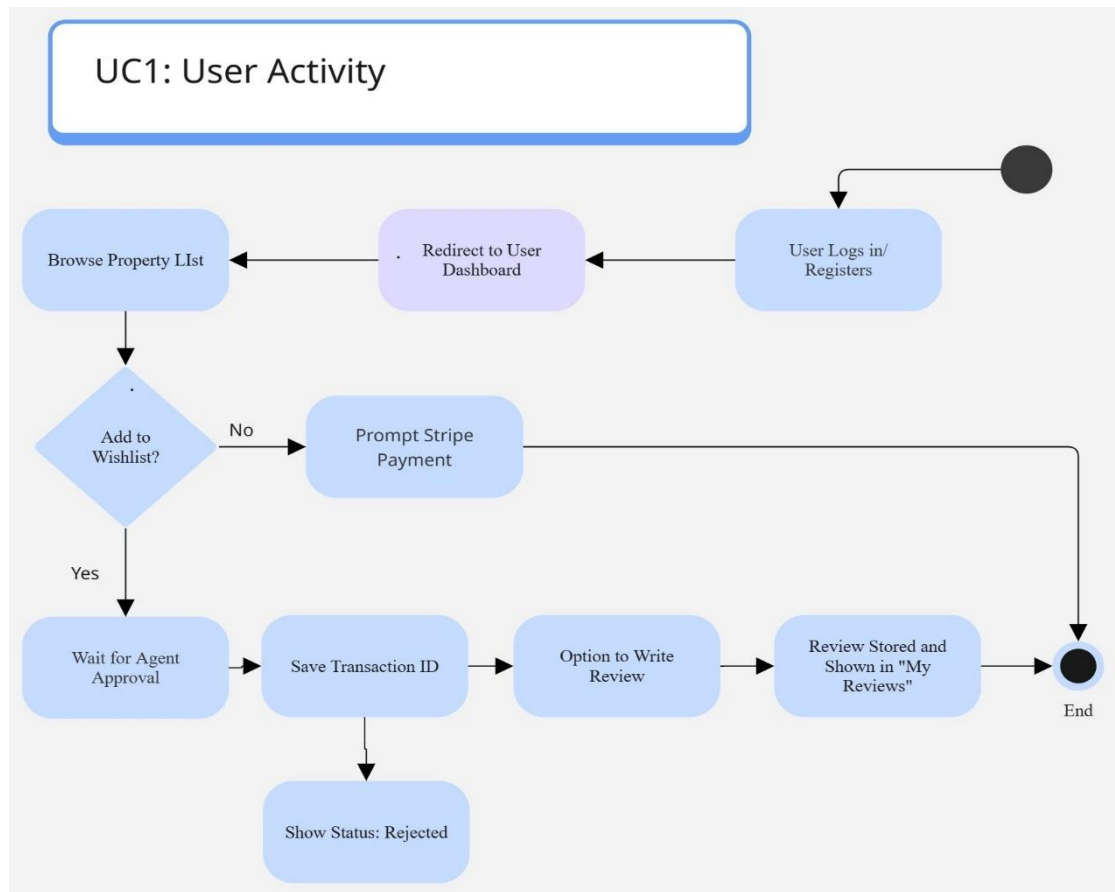 UC1: User Activity
Browse Property LIst
Redirect to User
Dashboard
User Logs in/
Registers
Add to
Wishlist?
No
Prompt Stripe
Payment
Yes
Wait for Agent
Approval
Save Transaction ID
Option to Write
Review
Review Stored and
Shown in "My
Reviews"
End
Show Status: Rejected